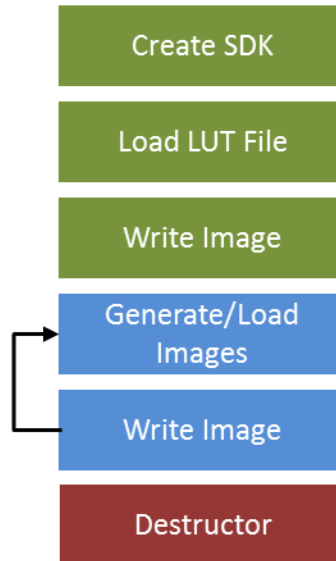 Create SDK
Load LUT File
Write Image
Generate/Load
Images
Write Image
Destructor